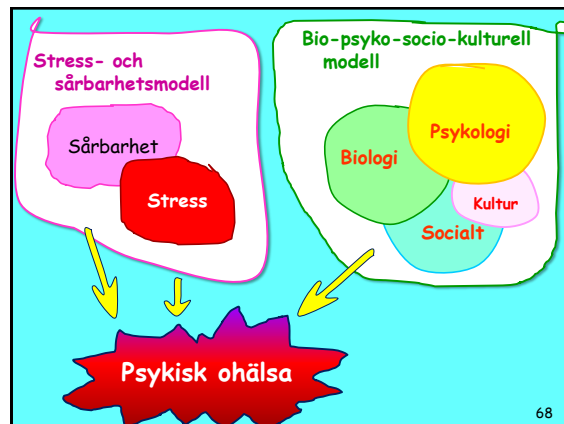 Stress- och
sårbarhetsmodell
Sårbarhet
Stress
Bio-psyko-socio-kulturell
modell
Psykologi
Biologi
Kultur
Socialt
Psykisk ohälsa
68